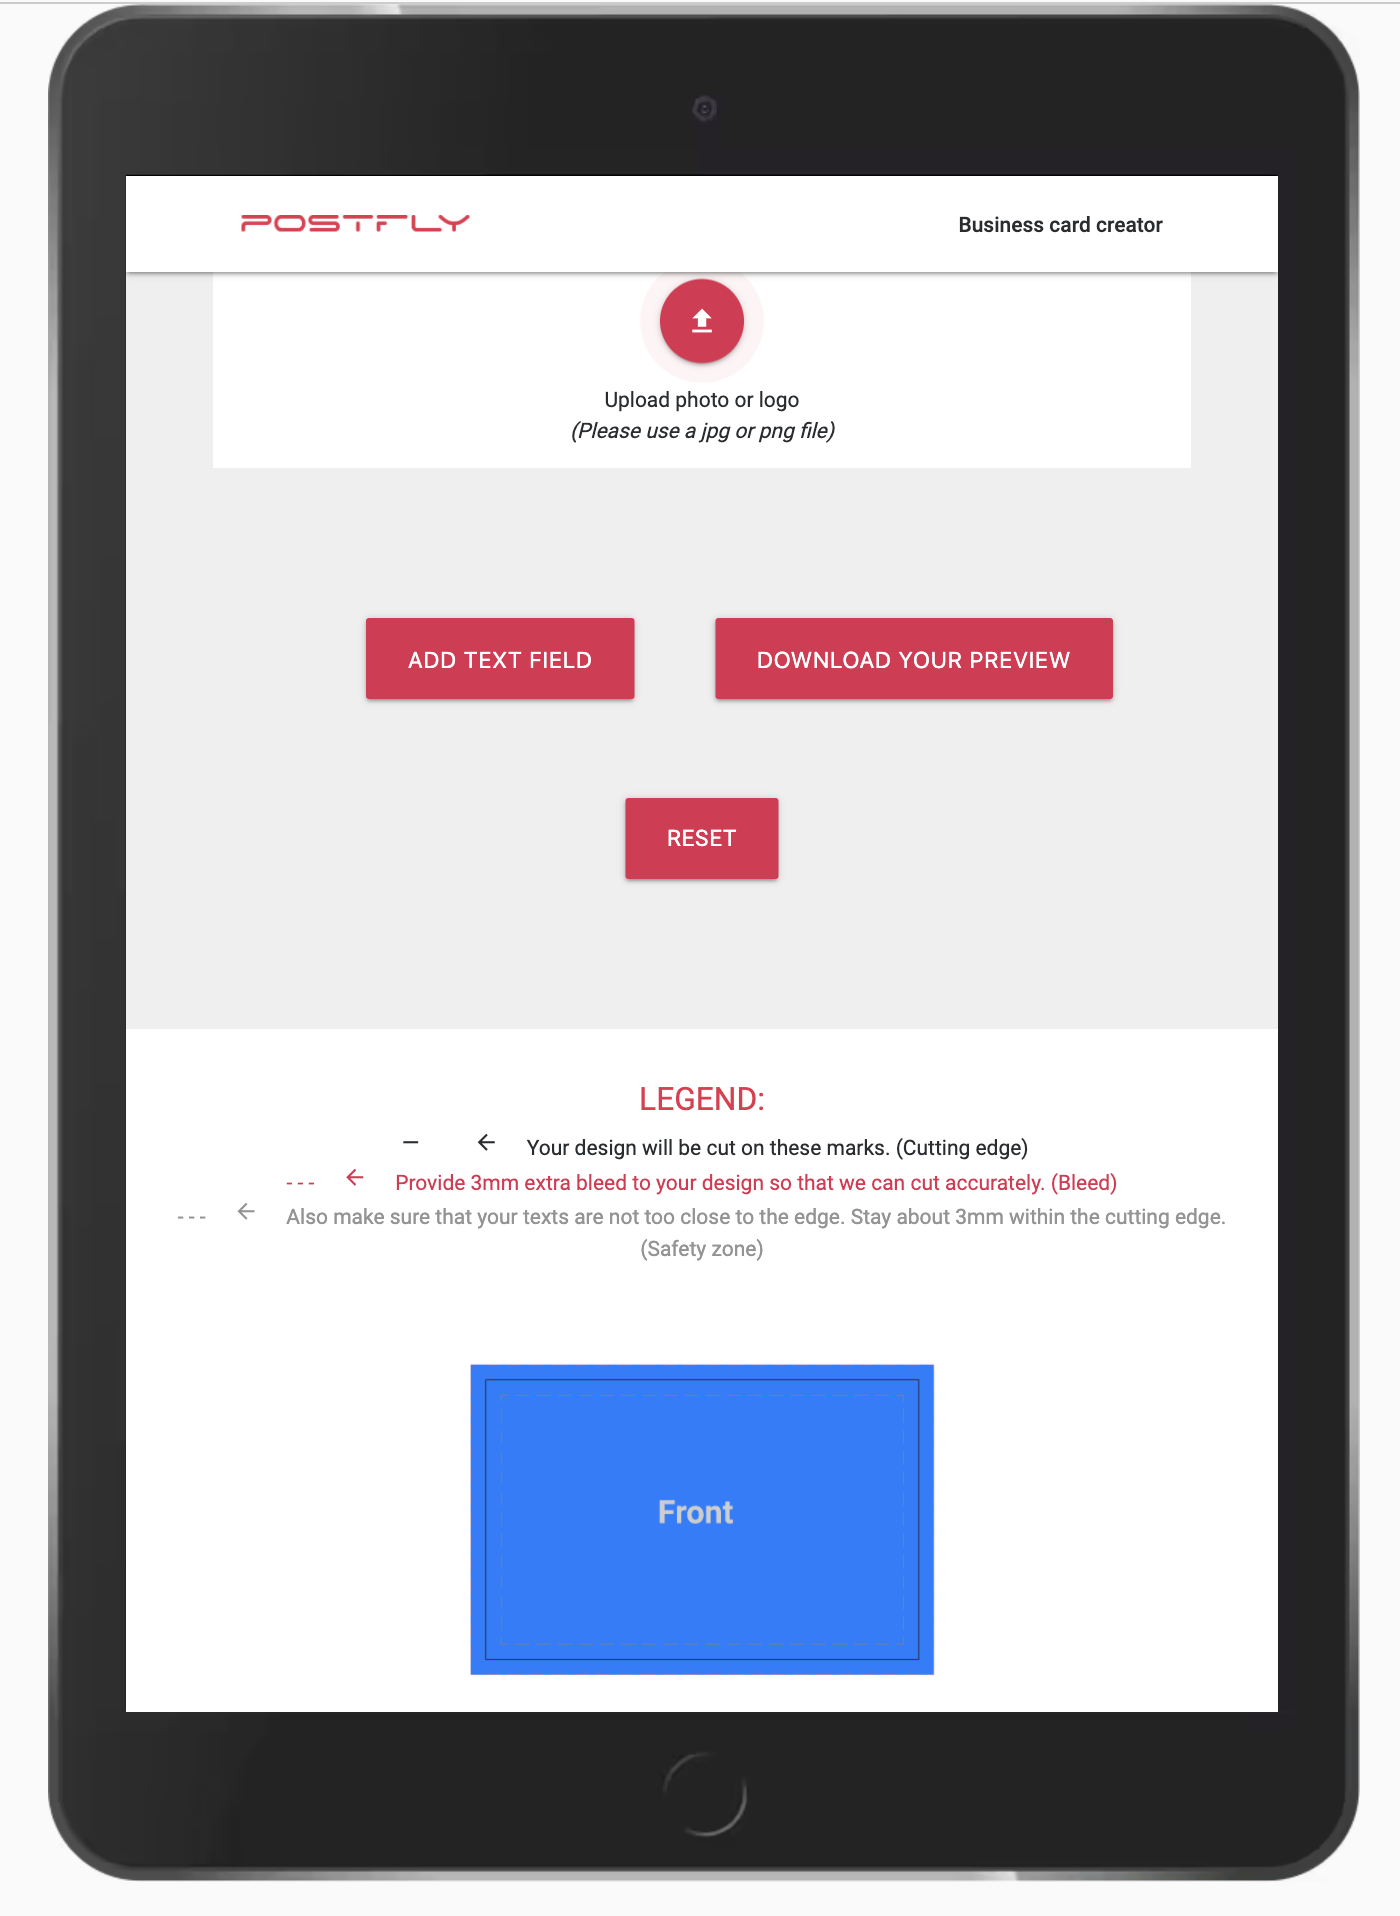 POSTFLY
Business card creator
Upload photo or logo
(Please use a jpg or png file)
ADD TEXT FIELD
DOWNLOAD YOUR PREVIEW
RESET
LEGEND:
Your design will be cut on these marks. (Cutting edge)
--- Provide 3mm extra bleed to your design so that we can cut accurately. (Bleed)
--- Also make sure that your texts are not too close to the edge. Stay about 3mm within the cutting edge.
(Safety zone)
Front